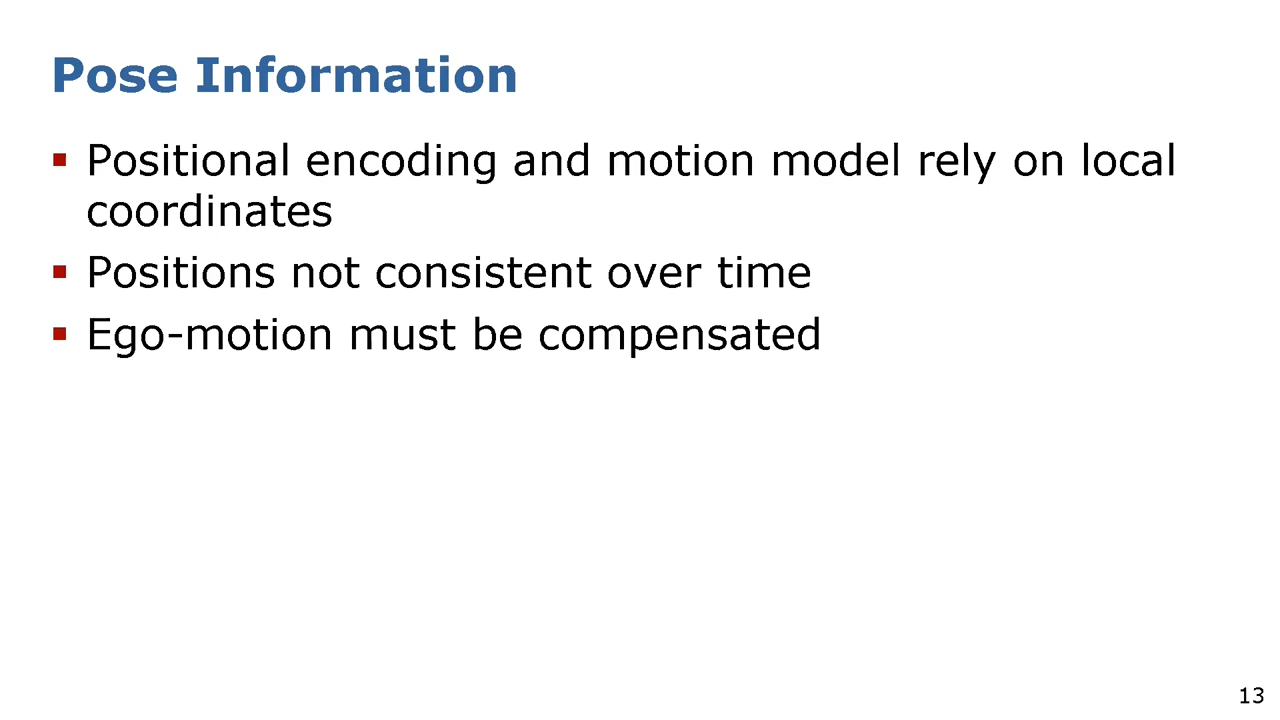 Pose Information
▪ Positional encoding and motion model rely on local
coordinates
▪ Positions not consistent over time
▪ Ego-motion must be compensated
13